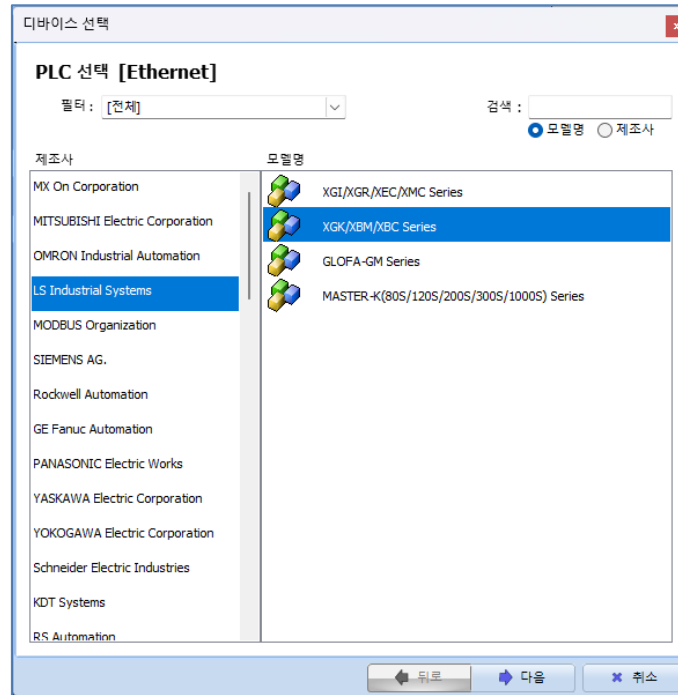 디바이스 선택
PLC 선택 [Ethernet]
필터 : [전체]
검색 :
모델명 제조사
제조사
MX On Corporation
MITSUBISHI Electric Corporation
OMRON Industrial Automation
LS Industrial Systems
MODBUS Organization
SIEMENS AG.
Rockwell Automation
GE Fanuc Automation
PANASONIC Electric Works
YASKAWA Electric Corporation
YOKOGAWA Electric Corporation
Schneider Electric Industries
KDT Systems
RS Automation
모델명
XGI/XGR/XEC/XMC Series
XGK/XBM/XBC Series
GLOFA-GM Series
MASTER-K(80S/120S/200S/300S/1000S) Series
뒤로 다음 취소